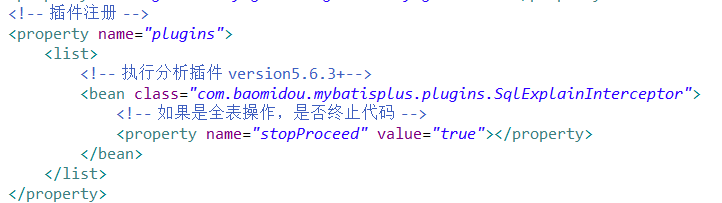 <!-- 插件注册 -->
<property name="plugins">
<list>
<!-- 执行分析插件 version5.6.3+-->
<bean class="com.baomidou.mybatisplus.plugins.SqlExplainInterceptor">
<!-- 如果是全表操作，是否终止代码 -->
<property name="stopProceed" value="true"></property>
</bean>
</list>
</property>